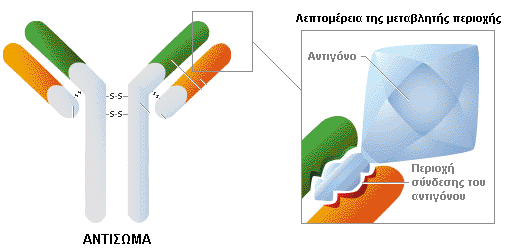 Λεπτομέρεια της μεταβλητής περιοχής
Αντιγόνο
-S-S-
-S-S-
Περιοχή
σύνδεσης του
αντιγόνου
ΑΝΤΙΣΩΜΑ